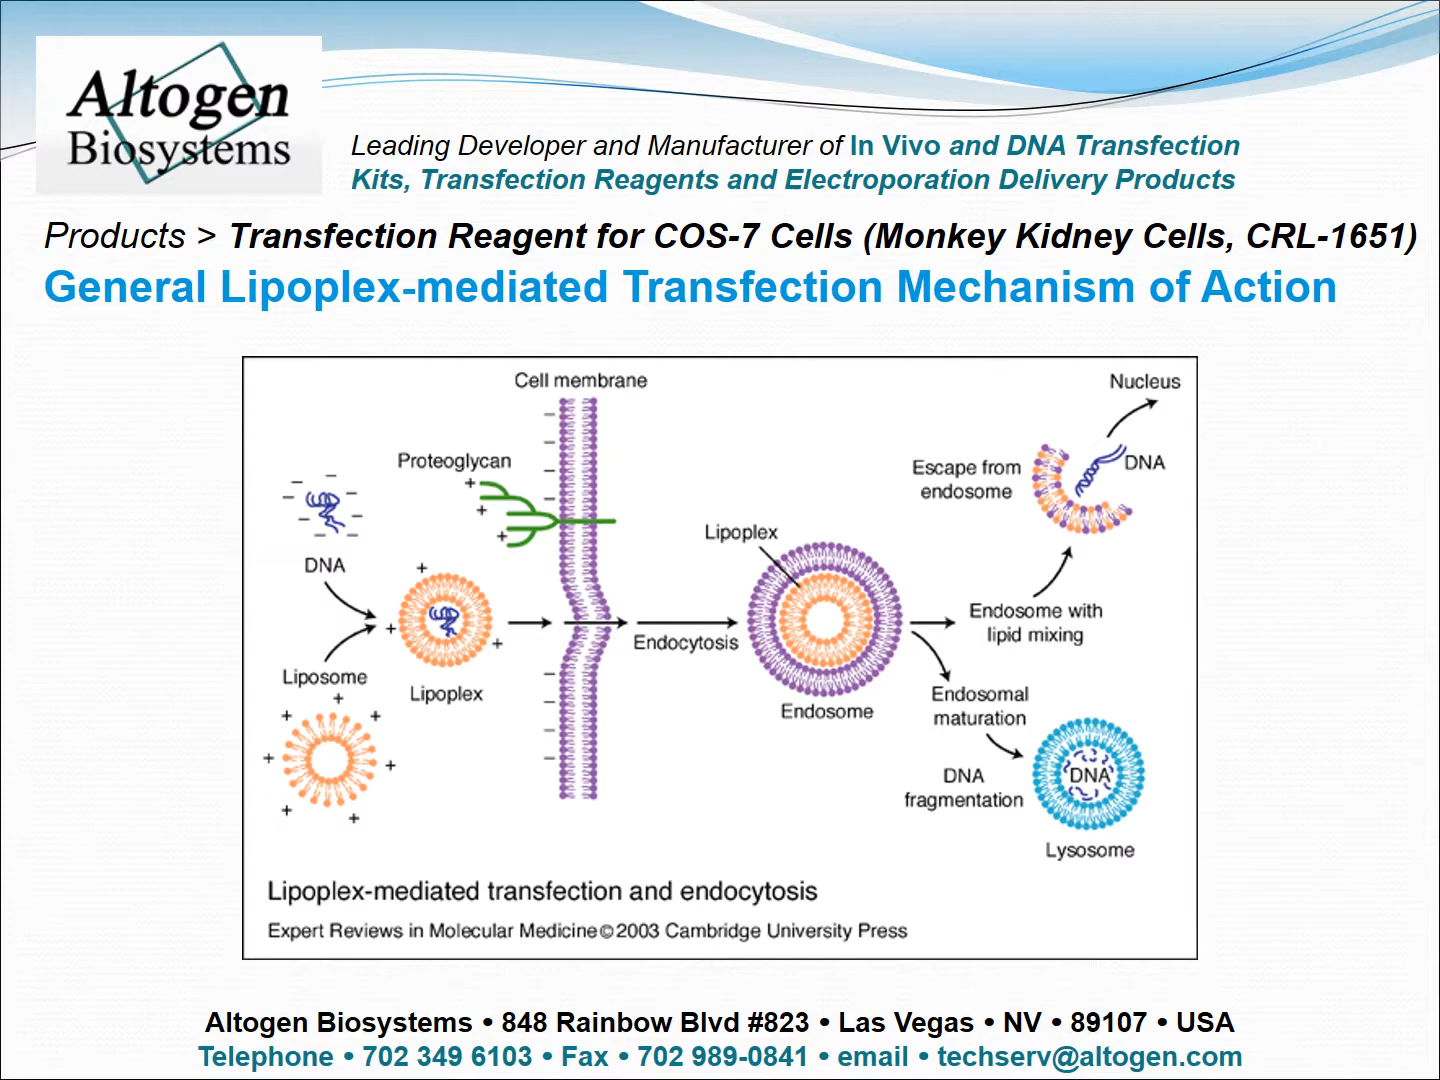 Altogen
Biosystems
Leading Developer and Manufacturer of In Vivo and DNA Transfection
Kits, Transfection Reagents and Electroporation Delivery Products
Products > Transfection Reagent for COS-7 Cells (Monkey Kidney Cells, CRL-1651)
General Lipoplex-mediated Transfection Mechanism of Action
Cell membrane
Nucleus
Proteoglycan
Escape from
endosome
DNA
Lipoplex
DNA
Endosome with
lipid mixing
Endocytosis
Liposome
Lipoplex
Endosome
Endosomal
maturation
DNA
fragmentation
DNA
Lysosome
Lipoplex-mediated transfection and endocytosis
Expert Reviews in Molecular Medicine © 2003 Cambridge University Press
Altogen Biosystems • 848 Rainbow Blvd #823 • Las Vegas • NV • 89107 • USA
Telephone • 702 349 6103 • Fax • 702 989-0841 • email • techserv@altogen.com